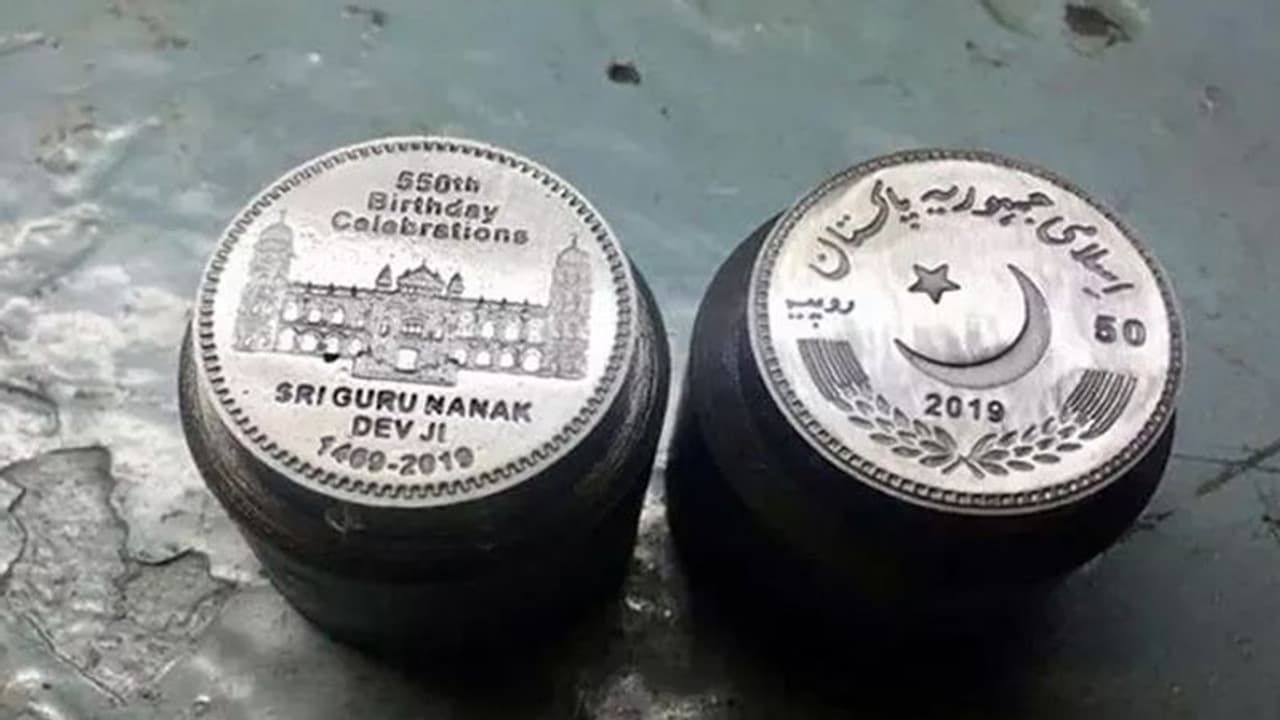 550th
Birthday
Celebrations
SRI GURU NANAK
DEV JI
1469-2019
اسلامی جمہوریہ پاکستان
روپیہ
50
2019